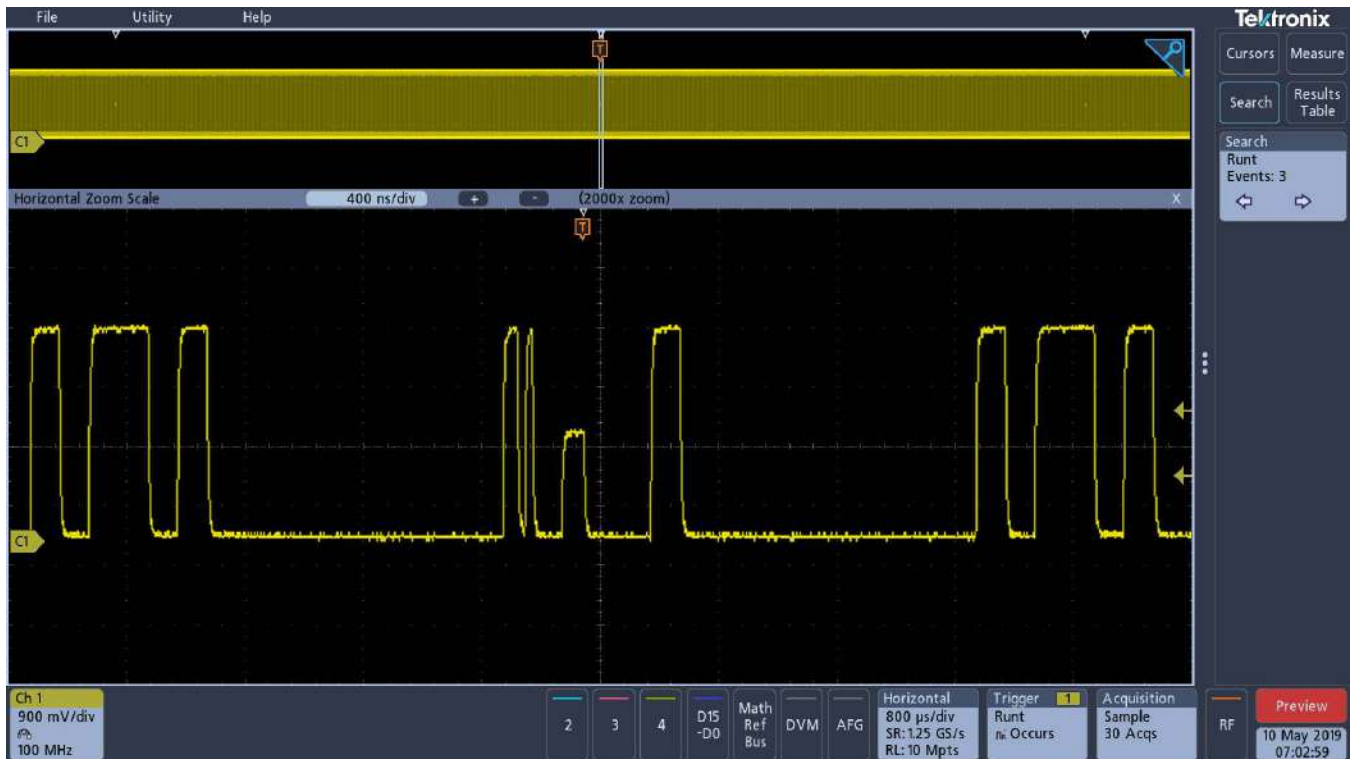 File Utility Help
Tektronix
T
Cursors Measure
Search Results Table
C1
Search
Runt
Events: 3
Horizontal Zoom Scale 400 ns/div + - (2000x zoom) X
T
C1
Ch 1
900 mV/div
100 MHz
2
3
4
D15
-D0
Math
Ref
Bus
DVM
AFG
Horizontal
800 µs/div
SR: 1.25 GS/s
RL: 10 Mpts
Trigger 1
Runt
Occurs
Acquisition
Sample
30 Acqs
RF
Preview
10 May 2019
07:02:59